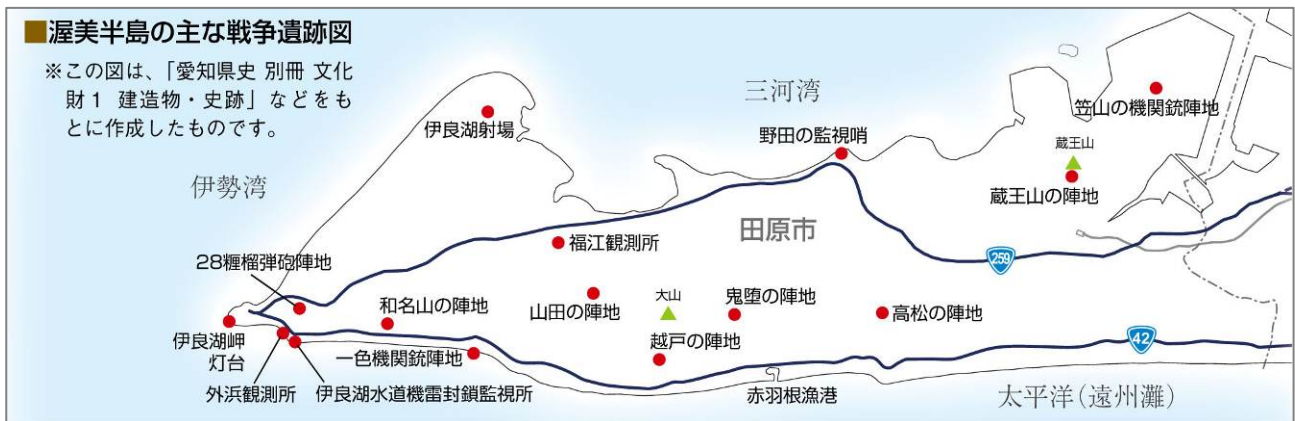 ■渥美半島の主な戦争遺跡図
※この図は、「愛知県史 別冊 文化
財1 建造物・史跡」などをも
とに作成したものです。
三河湾
笠山の機関銃陣地
伊良湖射場
野田の監視哨
蔵王山
蔵王山の陣地
伊勢湾
田原市
福江観測所
259
28糎榴弾砲陣地
和名山の陣地
山田の陣地
大山
鬼堕の陣地
高松の陣地
伊良湖岬
灯台
一色機関銃陣地
越戸の陣地
42
外浜観測所
伊良湖水道機雷封鎖監視所
赤羽根漁港
太平洋(遠州灘)